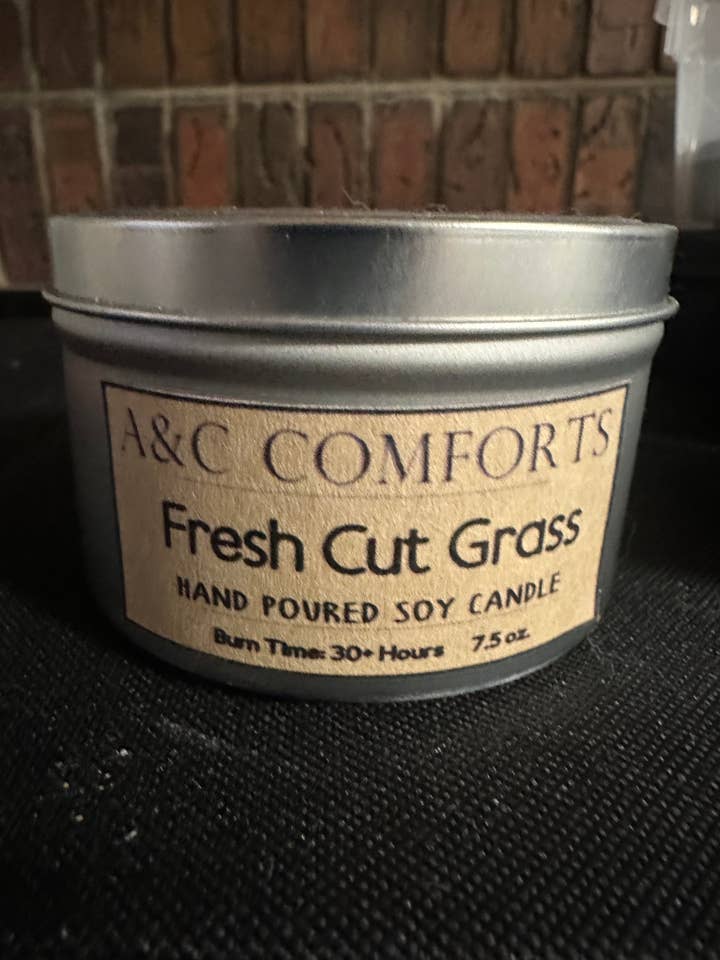 A&C COMFORTS
Fresh Cut Grass
HAND POURED SOY CANDLE
Burn Time: 30+ Hours 7.5 oz.